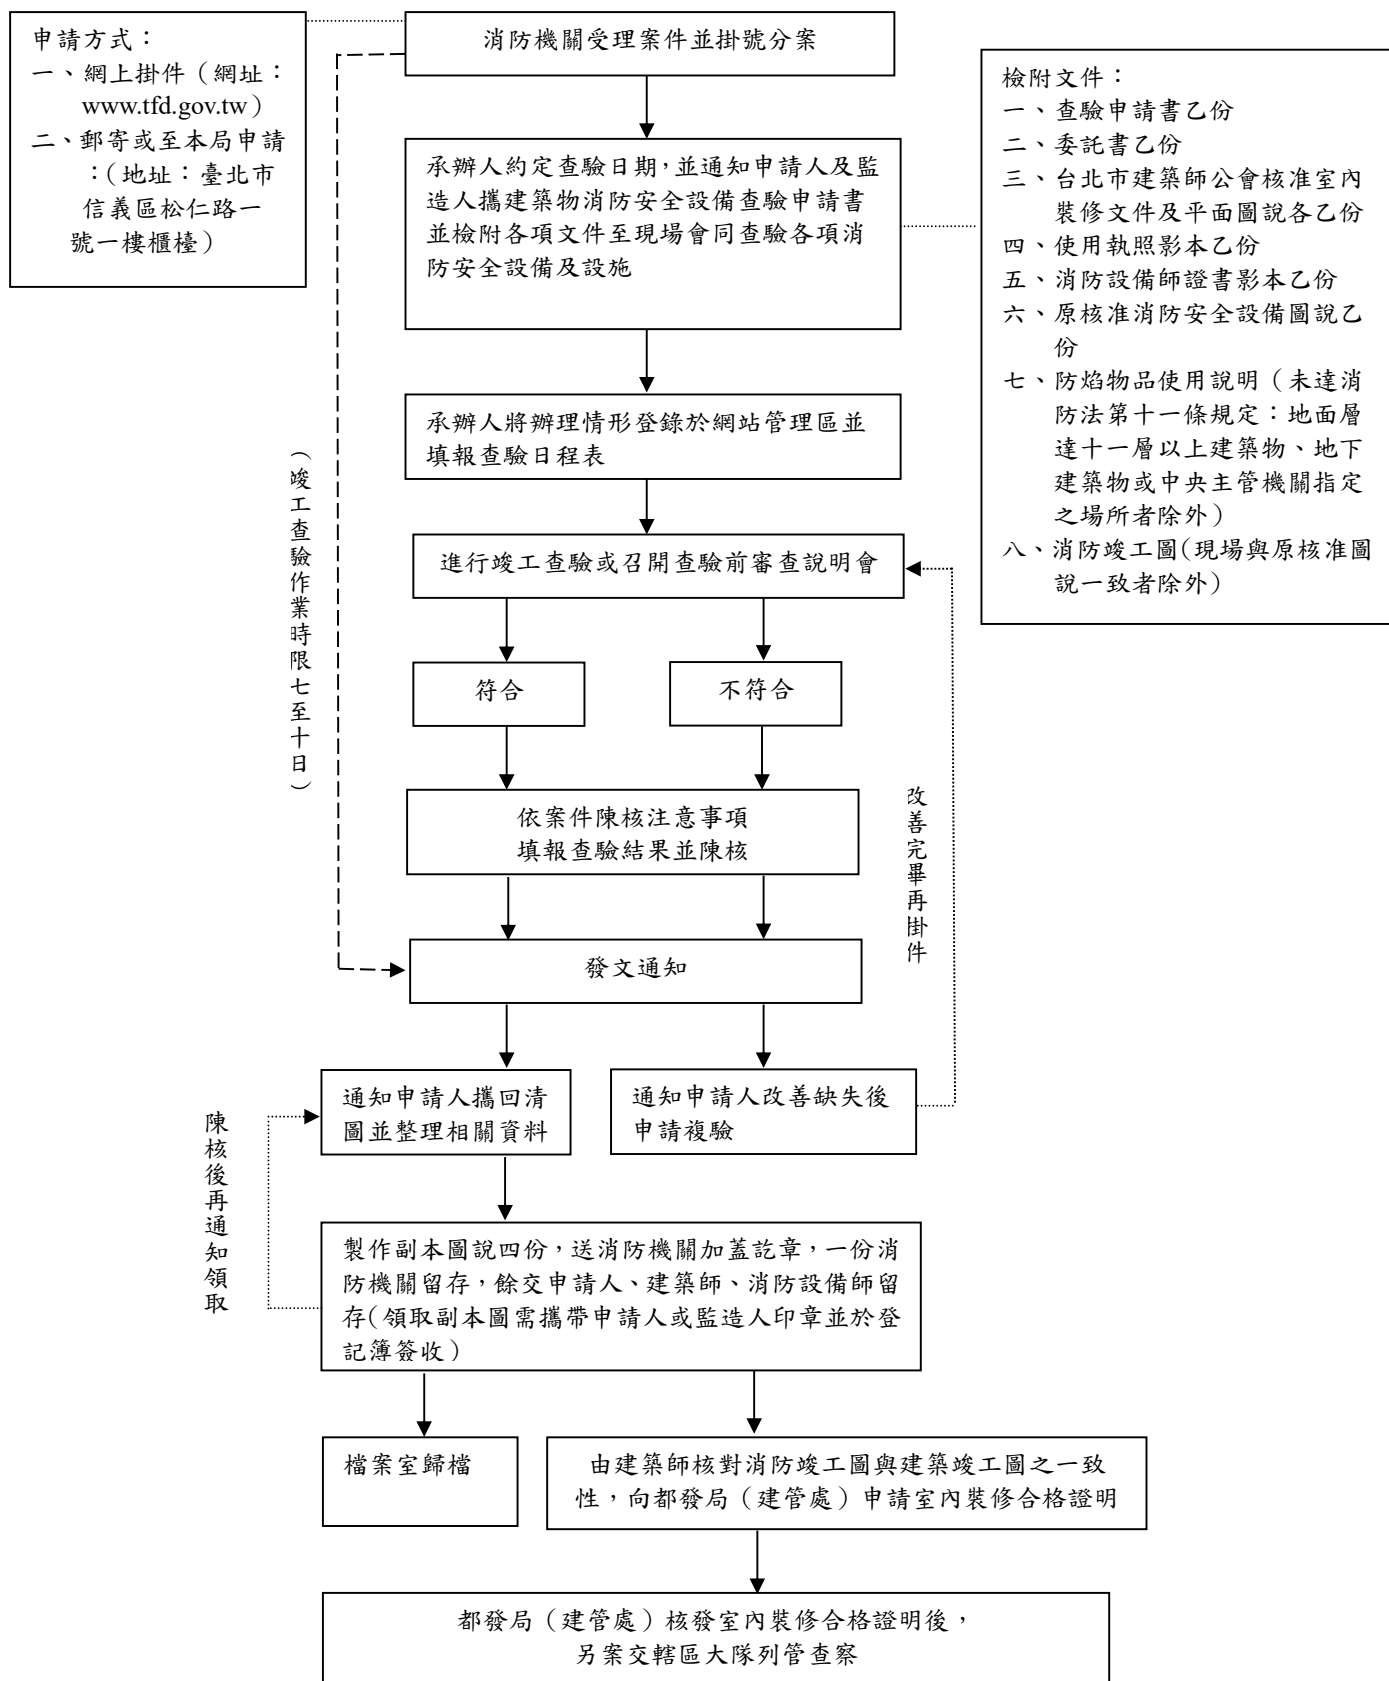 申請方式：
一、網上掛件（網址：
www.tfd.gov.tw）
二、郵寄或至本局申請
：（地址：臺北市
信義區松仁路一
號一樓櫃檯）
消防機關受理案件並掛號分案
檢附文件：
一、查驗申請書乙份
二、委託書乙份
三、台北市建築師公會核准室內
裝修文件及平面圖說各乙份
四、使用執照影本乙份
五、消防設備師證書影本乙份
六、原核准消防安全設備圖說乙
份
七、防焰物品使用說明（未達消
防法第十一條規定：地面層
達十一層以上建築物、地下
建築物或中央主管機關指定
之場所者除外）
八、消防竣工圖(現場與原核准圖
說一致者除外）
承辦人約定查驗日期，並通知申請人及監
造人攜建築物消防安全設備查驗申請書
並檢附各項文件至現場會同查驗各項消
防安全設備及設施
承辦人將辦理情形登錄於網站管理區並
填報查驗日程表
（竣工查驗作業時限七至十日）
進行竣工查驗或召開查驗前審查說明會
符合
不符合
依案件陳核注意事項
填報查驗結果並陳核
改善完畢再掛件
發文通知
通知申請人攜回清
圖並整理相關資料
通知申請人改善缺失後
申請複驗
陳核後再通知領取
製作副本圖說四份，送消防機關加蓋訖章，一份消
防機關留存，餘交申請人、建築師、消防設備師留
存（領取副本圖需攜帶申請人或監造人印章並於登
記簿簽收）
檔案室歸檔
由建築師核對消防竣工圖與建築竣工圖之一致
性，向都發局（建管處）申請室內裝修合格證明
都發局（建管處）核發室內裝修合格證明後，
另案交轄區大隊列管查察